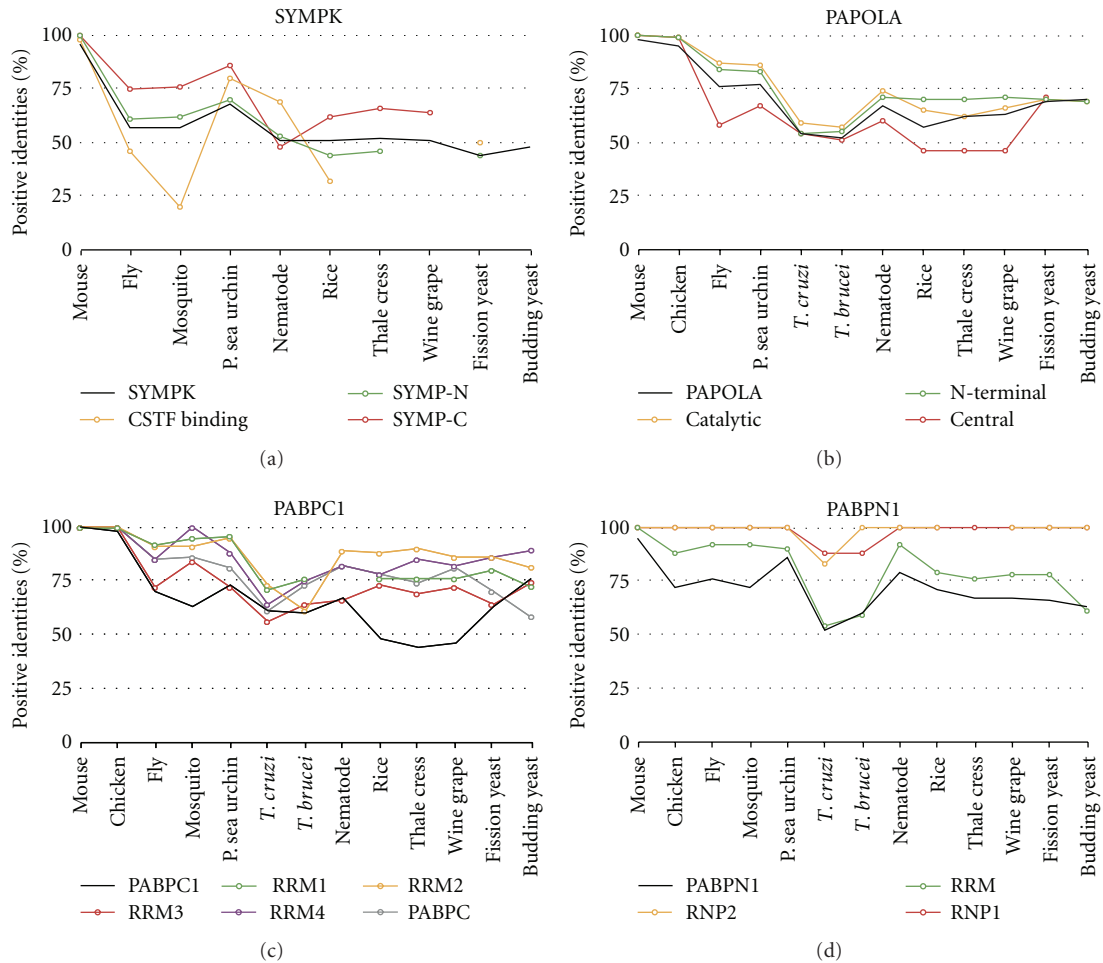 SYMPK
Positive identities (%)
100
75
50
25
0
Mouse
Fly
Mosquito
P. sea urchin
Nematode
Rice
Thale cress
Wine grape
Fission yeast
Budding yeast
SYMPK
SYMP-N
CSTF binding
SYMP-C
(a)
PAPOLA
Positive identities (%)
100
75
50
25
0
Mouse
Chicken
Fly
P. sea urchin
T. cruzi
T. brucei
Nematode
Rice
Thale cress
Wine grape
Fission yeast
Budding yeast
PAPOLA
N-terminal
Catalytic
Central
(b)
PABPC1
Positive identities (%)
100
75
50
25
0
Mouse
Chicken
Fly
Mosquito
P. sea urchin
T. cruzi
T. brucei
Nematode
Rice
Thale cress
Wine grape
Fission yeast
Budding yeast
PABPC1
RRM1
RRM2
RRM3
RRM4
PABPC
(c)
PABPN1
Positive identities (%)
100
75
50
25
0
Mouse
Chicken
Fly
Mosquito
P. sea urchin
T. cruzi
T. brucei
Nematode
Rice
Thale cress
Wine grape
Fission yeast
Budding yeast
PABPN1
RRM
RNP2
RNP1
(d)